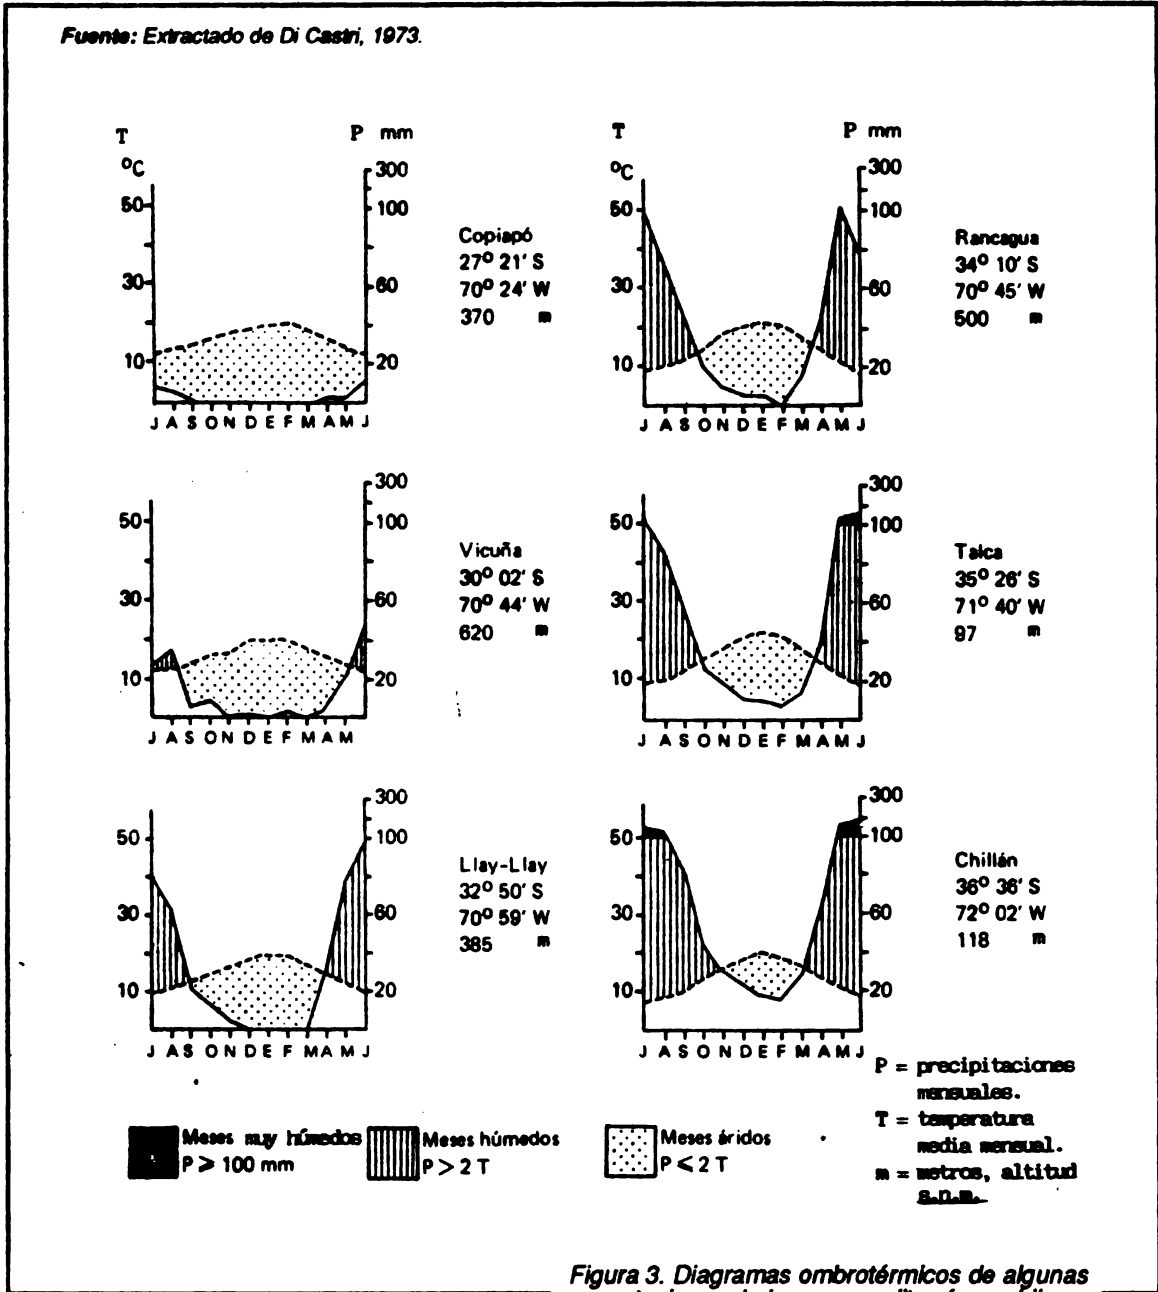 Fuente: Extractado de Di Castri, 1973.
T P mm
°C 300
50 100
30 60
10 20
J A S O N D E F M A M J
Copiapó
27° 21' S
70° 24' W
370 m
T P mm
°C 300
50 100
30 60
10 20
J A S O N D E F M A M J
Rancagua
34° 10' S
70° 45' W
500 m
300
50 100
30 60
10 20
J A S O N D E F M A M
Vicuña
30° 02' S
70° 44' W
620 m
300
50 100
30 60
10 20
J A S O N D E F M A M J
Talca
35° 26' S
71° 40' W
97 m
300
50 100
30 60
10 20
J A S O N D E F M A M J
Llay-Llay
32° 50' S
70° 59' W
385 m
300
50 100
30 60
10 20
J A S O N D E F M A M J
Chillán
36° 36' S
72° 02' W
118 m
P = precipitaciones
mensuales.
T = temperatura
media mensual.
m = metros, altitud
s.n.m.
Meses muy húmedos
P ⩾ 100 mm
Meses húmedos
P > 2 T
Meses áridos
P ⩽ 2 T
Figura 3. Diagramas ombrotérmicos de algunas